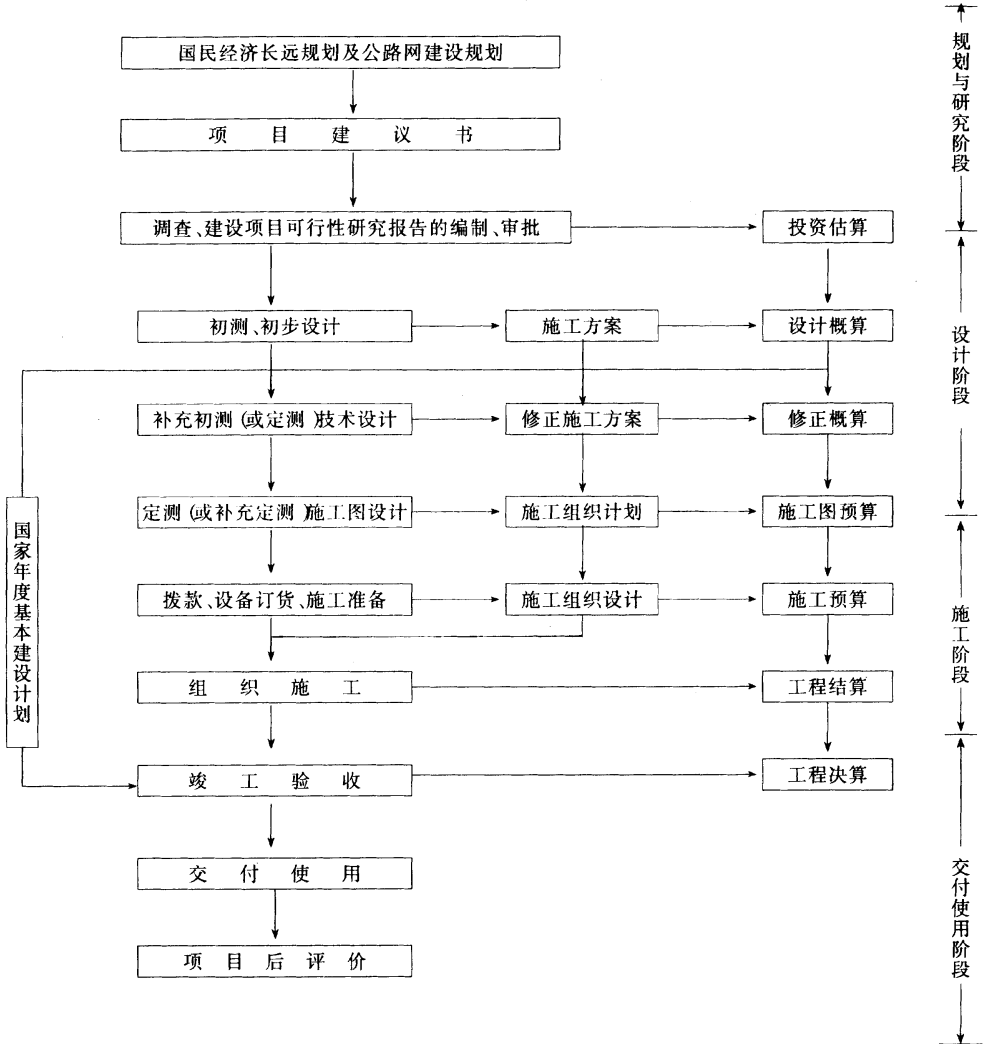 国民经济长远规划及公路网建设规划
项目建议书
调查、建设项目可行性研究报告的编制、审批
投资估算
初测、初步设计
施工方案
设计概算
补充初测(或定测)技术设计
修正施工方案
修正概算
定测(或补充定测)施工图设计
施工组织计划
施工图预算
拨款、设备订货、施工准备
施工组织设计
施工预算
组织施工
工程结算
竣工验收
工程决算
交付使用
项目后评价
国家年度基本建设计划
规划与研究阶段
设计阶段
施工阶段
交付使用阶段